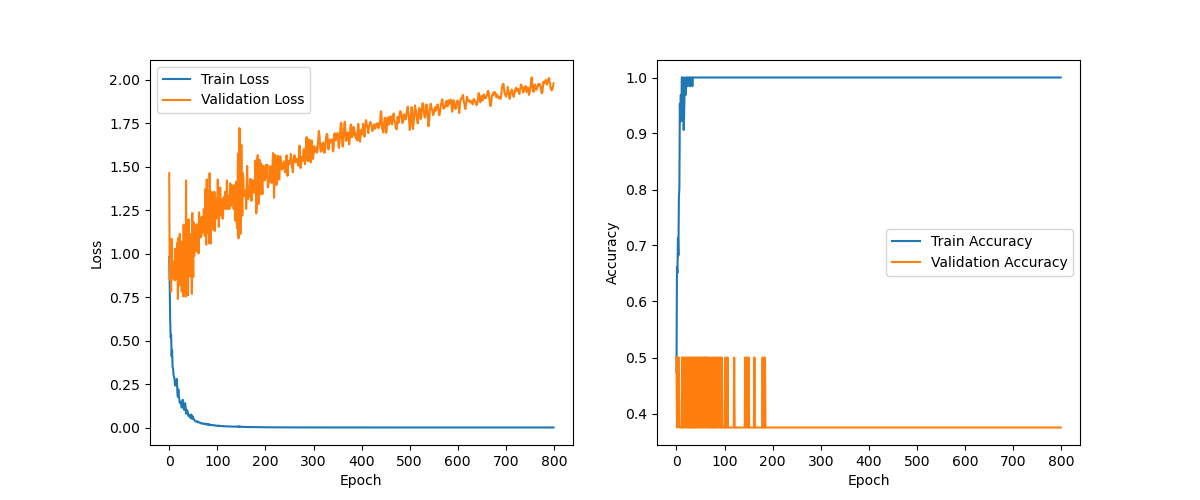 Train Loss
Validation Loss
2.00
1.75
1.50
1.25
1.00
0.75
0.50
0.25
0.00
Loss
0 100 200 300 400 500 600 700 800
Epoch
1.0
0.9
0.8
0.7
0.6
0.5
0.4
Accuracy
Train Accuracy
Validation Accuracy
0 100 200 300 400 500 600 700 800
Epoch